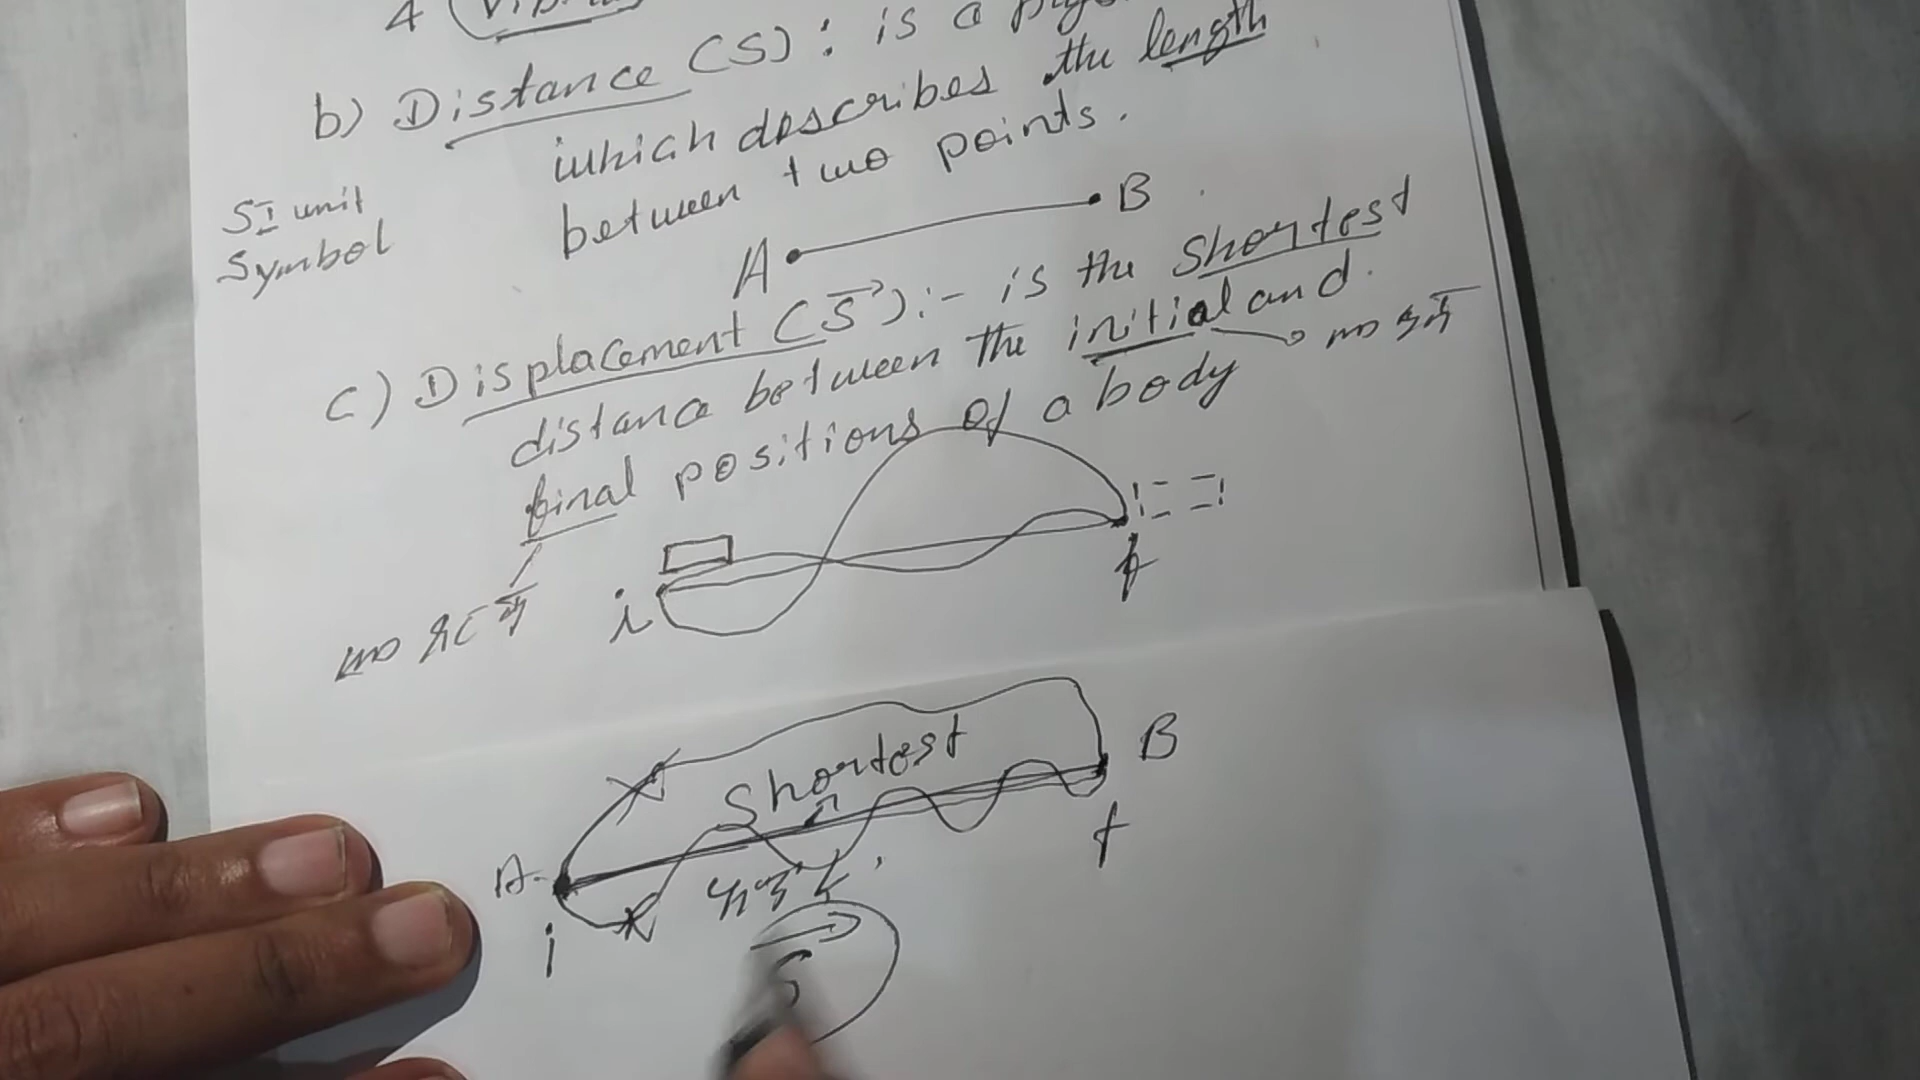 b) Distance (S) : is a
which describes the length
between two points.
SI unit
Symbol
A B
c) Displacement (S⃗) :- is the shortest
distance between the initial and
final positions of a body
i f
Shortest
A B
i f
S⃗